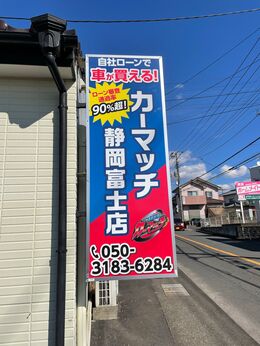 自社ローンで
車が買える!
ローン審査
通過率
90%超!
カーマッチ
静岡富士店
050-
3183-6284